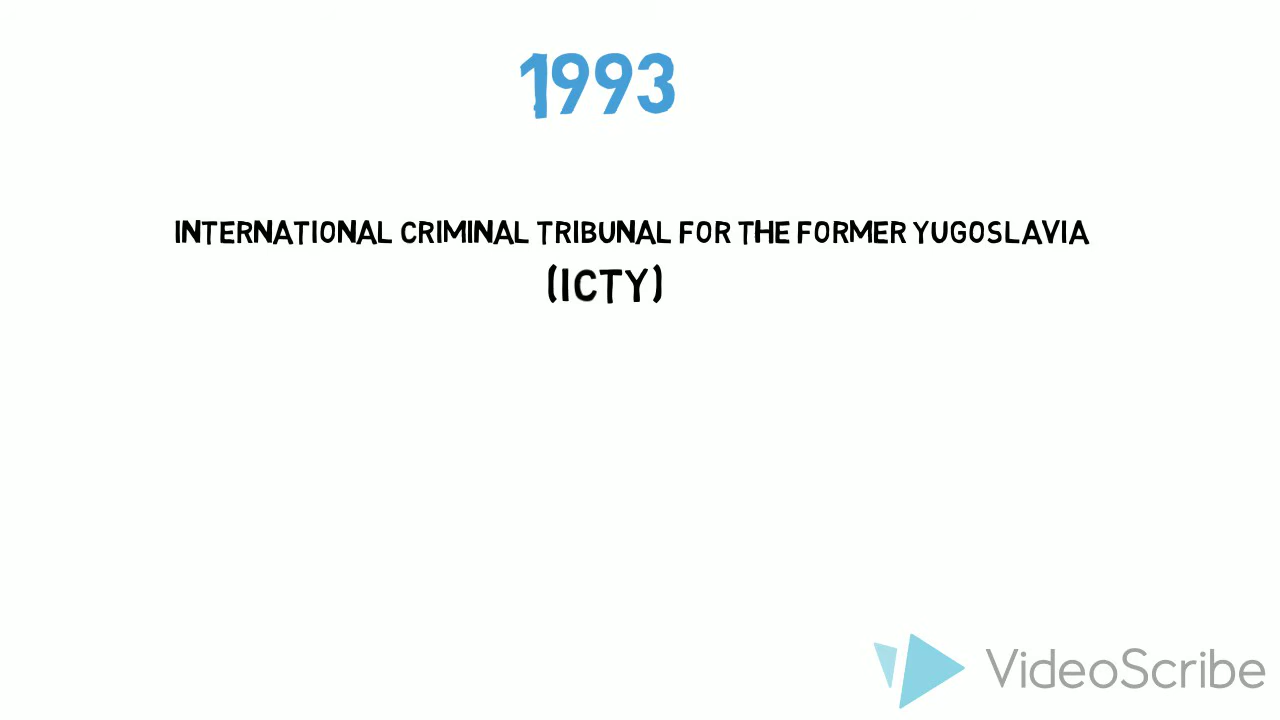 1993
INTERNATIONAL CRIMINAL TRIBUNAL FOR THE FORMER YUGOSLAVIA
(ICTY)
VideoScribe